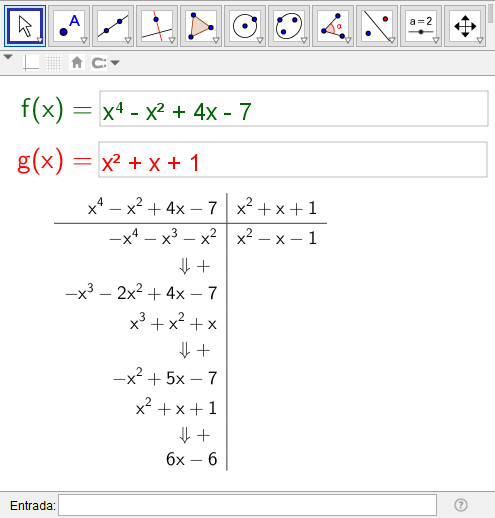 A
α
a = 2
f(x) = x⁴ - x² + 4x - 7
g(x) = x² + x + 1
x⁴ − x² + 4x − 7 x² + x + 1
−x⁴ − x³ − x² x² − x − 1
⇓ +
−x³ − 2x² + 4x − 7
x³ + x² + x
⇓ +
−x² + 5x − 7
x² + x + 1
⇓ +
6x − 6
Entrada: